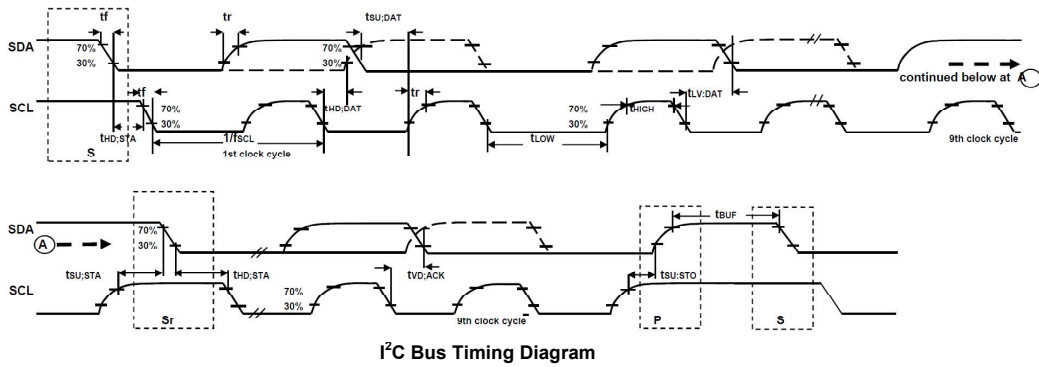 tf tr tSU;DAT
SDA 70% 30% 70% 30%
continued below at A
SCL tf 70% 30% tHD;DAT tr 70% 30% tHIGH tLV:DAT
tHD;STA 1/fSCL tLOW
S 1st clock cycle 9th clock cycle
SDA 70% 30% tBUF
A
tSU;STA tHD;STA tVD;ACK tSU:STO
SCL 70% 30%
Sr 9th clock cycle P S
I²C Bus Timing Diagram